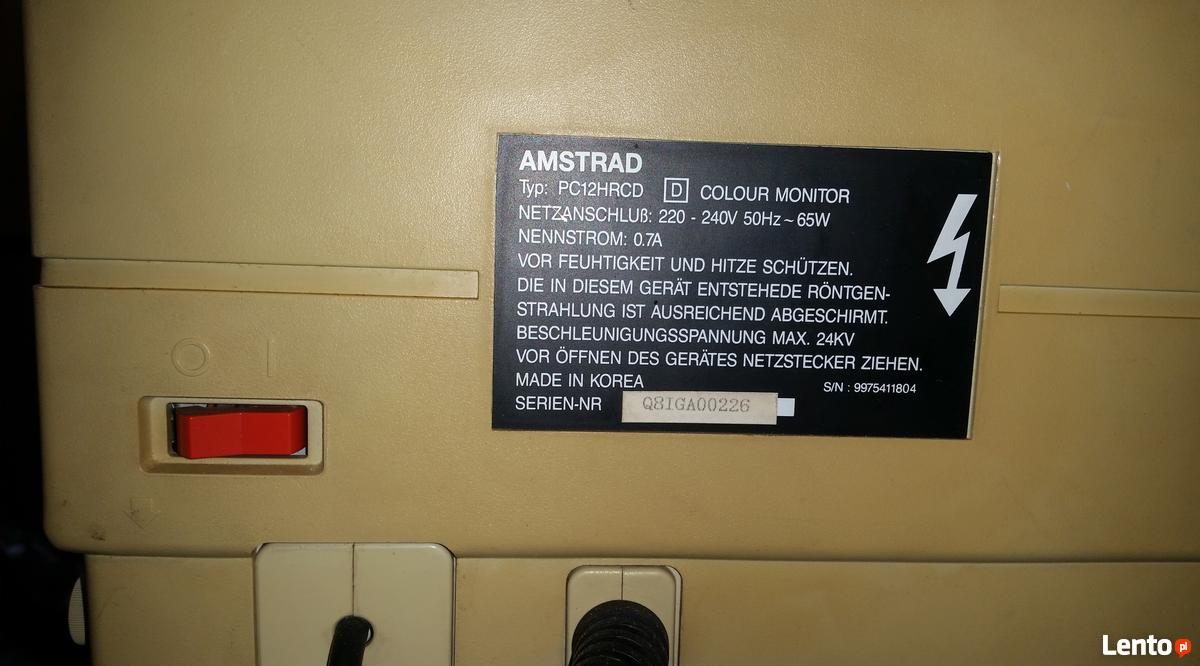 AMSTRAD
Typ: PC12HRCD D COLOUR MONITOR
NETZANSCHLUß: 220 - 240V 50Hz ~ 65W
NENNSTROM: 0.7A
VOR FEUHTIGKEIT UND HITZE SCHÜTZEN.
DIE IN DIESEM GERÄT ENTSTEHEDE RÖNTGEN-
STRAHLUNG IST AUSREICHEND ABGESCHIRMT.
BESCHLEUNIGUNGSSPANNUNG MAX. 24KV
VOR ÖFFNEN DES GERÄTES NETZSTECKER ZIEHEN.
MADE IN KOREA
S/N : 9975411804
SERIEN-NR Q8IGA00226
Lento pl